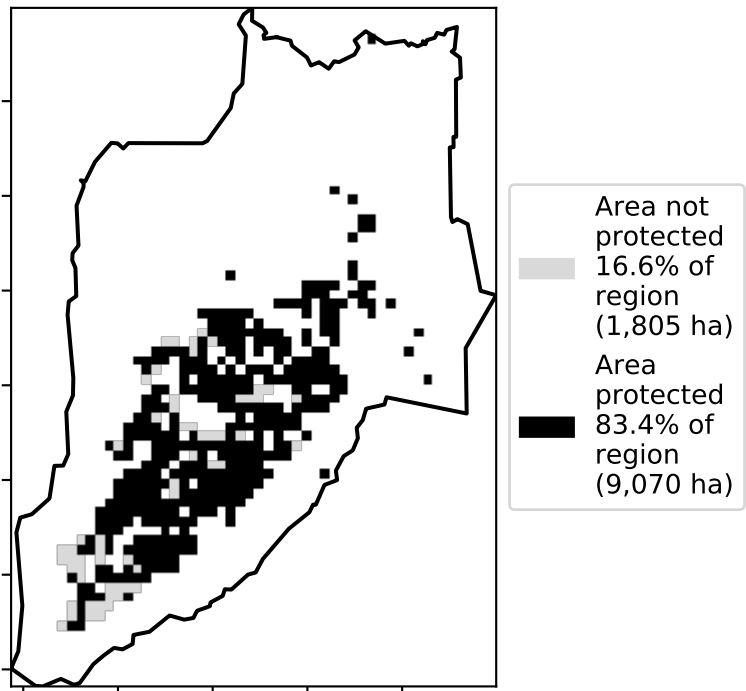 Area not
protected
16.6% of
region
(1,805 ha)
Area
protected
83.4% of
region
(9,070 ha)